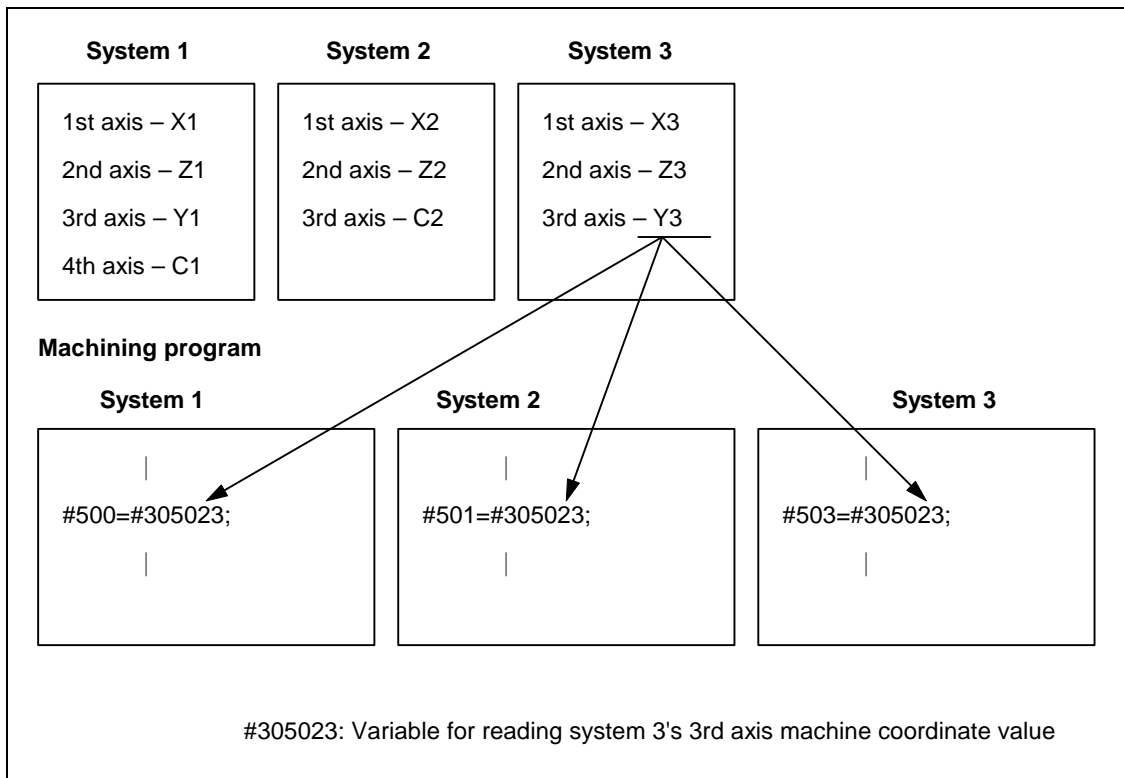 System 1
System 2
System 3
1st axis – X1
2nd axis – Z1
3rd axis – Y1
4th axis – C1
1st axis – X2
2nd axis – Z2
3rd axis – C2
1st axis – X3
2nd axis – Z3
3rd axis – Y3
Machining program
System 1
System 2
System 3
#500=#305023;
#501=#305023;
#503=#305023;
#305023: Variable for reading system 3's 3rd axis machine coordinate value